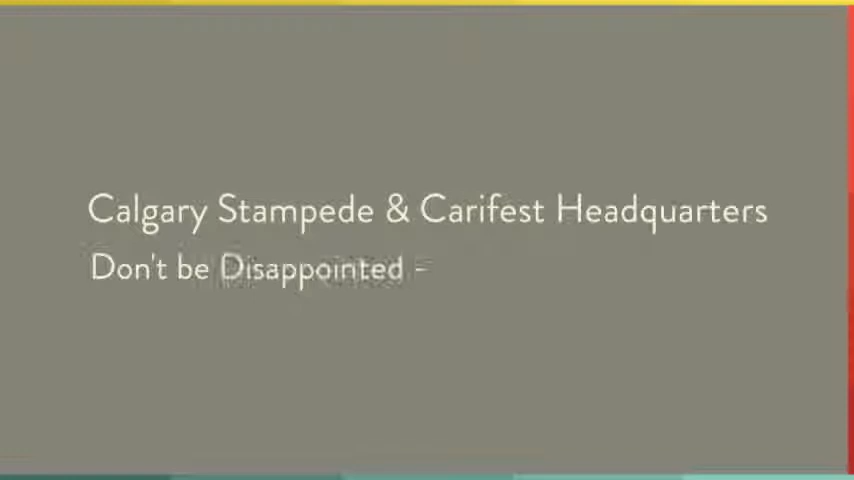 Calgary Stampede & Carifest Headquarters
Don't be Disappointed -